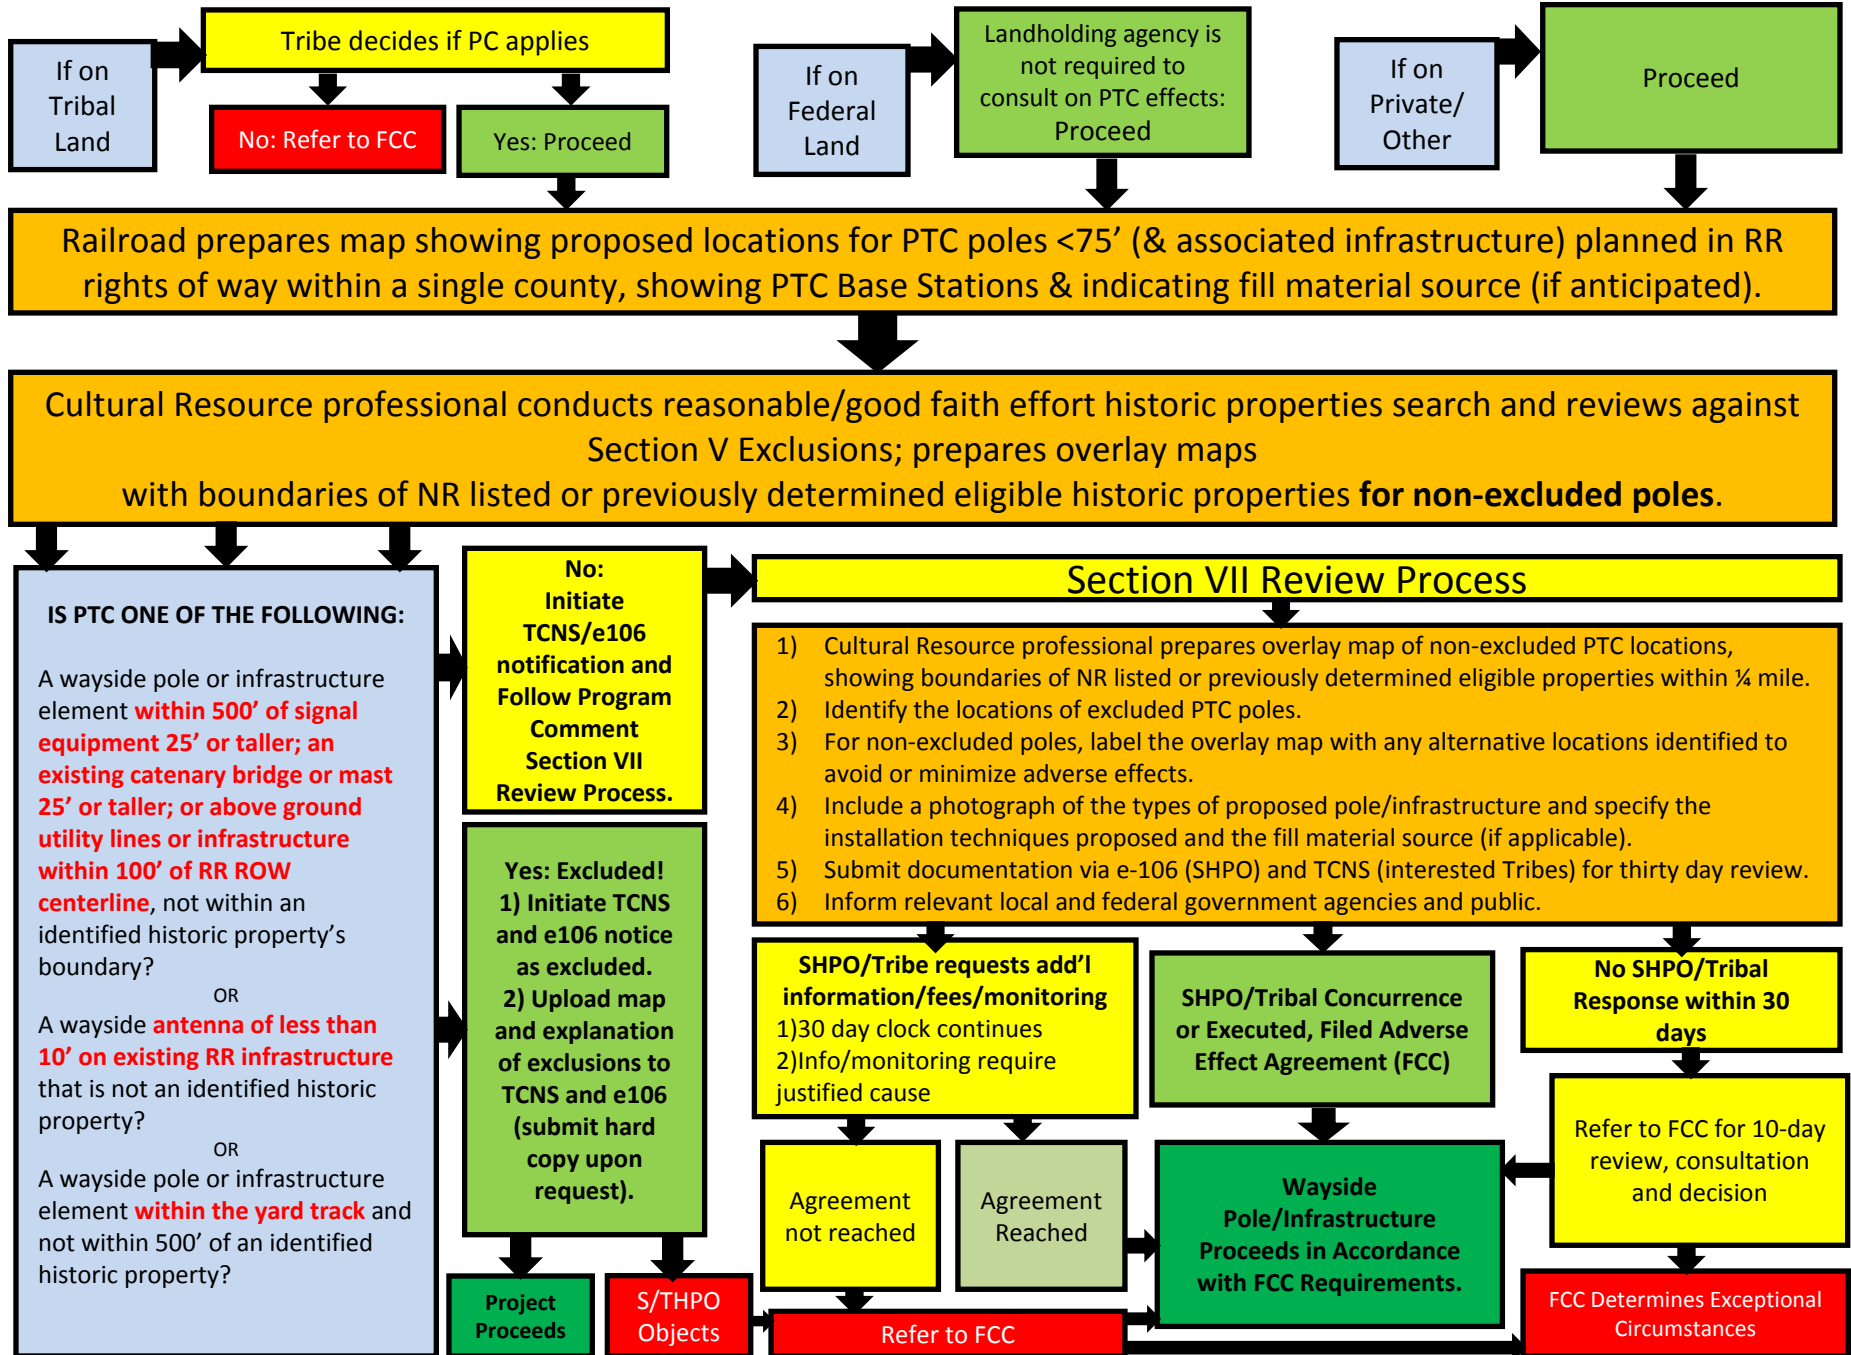 If on
Tribal
Land
Tribe decides if PC applies
No: Refer to FCC
Yes: Proceed
If on
Federal
Land
Landholding agency is
not required to
consult on PTC effects:
Proceed
If on
Private/
Other
Proceed
Railroad prepares map showing proposed locations for PTC poles <75’ (& associated infrastructure) planned in RR
rights of way within a single county, showing PTC Base Stations & indicating fill material source (if anticipated).
Cultural Resource professional conducts reasonable/good faith effort historic properties search and reviews against
Section V Exclusions; prepares overlay maps
with boundaries of NR listed or previously determined eligible historic properties for non-excluded poles.
IS PTC ONE OF THE FOLLOWING:
A wayside pole or infrastructure
element within 500’ of signal
equipment 25’ or taller; an
existing catenary bridge or mast
25’ or taller; or above ground
utility lines or infrastructure
within 100’ of RR ROW
centerline, not within an
identified historic property’s
boundary?
OR
A wayside antenna of less than
10’ on existing RR infrastructure
that is not an identified historic
property?
OR
A wayside pole or infrastructure
element within the yard track and
not within 500’ of an identified
historic property?
No:
Initiate
TCNS/e106
notification and
Follow Program
Comment
Section VII
Review Process.
Yes: Excluded!
1) Initiate TCNS
and e106 notice
as excluded.
2) Upload map
and explanation
of exclusions to
TCNS and e106
(submit hard
copy upon
request).
Project
Proceeds
S/THPO
Objects
Section VII Review Process
1) Cultural Resource professional prepares overlay map of non-excluded PTC locations,
showing boundaries of NR listed or previously determined eligible properties within ¼ mile.
2) Identify the locations of excluded PTC poles.
3) For non-excluded poles, label the overlay map with any alternative locations identified to
avoid or minimize adverse effects.
4) Include a photograph of the types of proposed pole/infrastructure and specify the
installation techniques proposed and the fill material source (if applicable).
5) Submit documentation via e-106 (SHPO) and TCNS (interested Tribes) for thirty day review.
6) Inform relevant local and federal government agencies and public.
SHPO/Tribe requests add’l
information/fees/monitoring
1)30 day clock continues
2)Info/monitoring require
justified cause
Agreement
not reached
Agreement
Reached
Refer to FCC
SHPO/Tribal Concurrence
or Executed, Filed Adverse
Effect Agreement (FCC)
Wayside
Pole/Infrastructure
Proceeds in Accordance
with FCC Requirements.
No SHPO/Tribal
Response within 30
days
Refer to FCC for 10-day
review, consultation
and decision
FCC Determines Exceptional
Circumstances